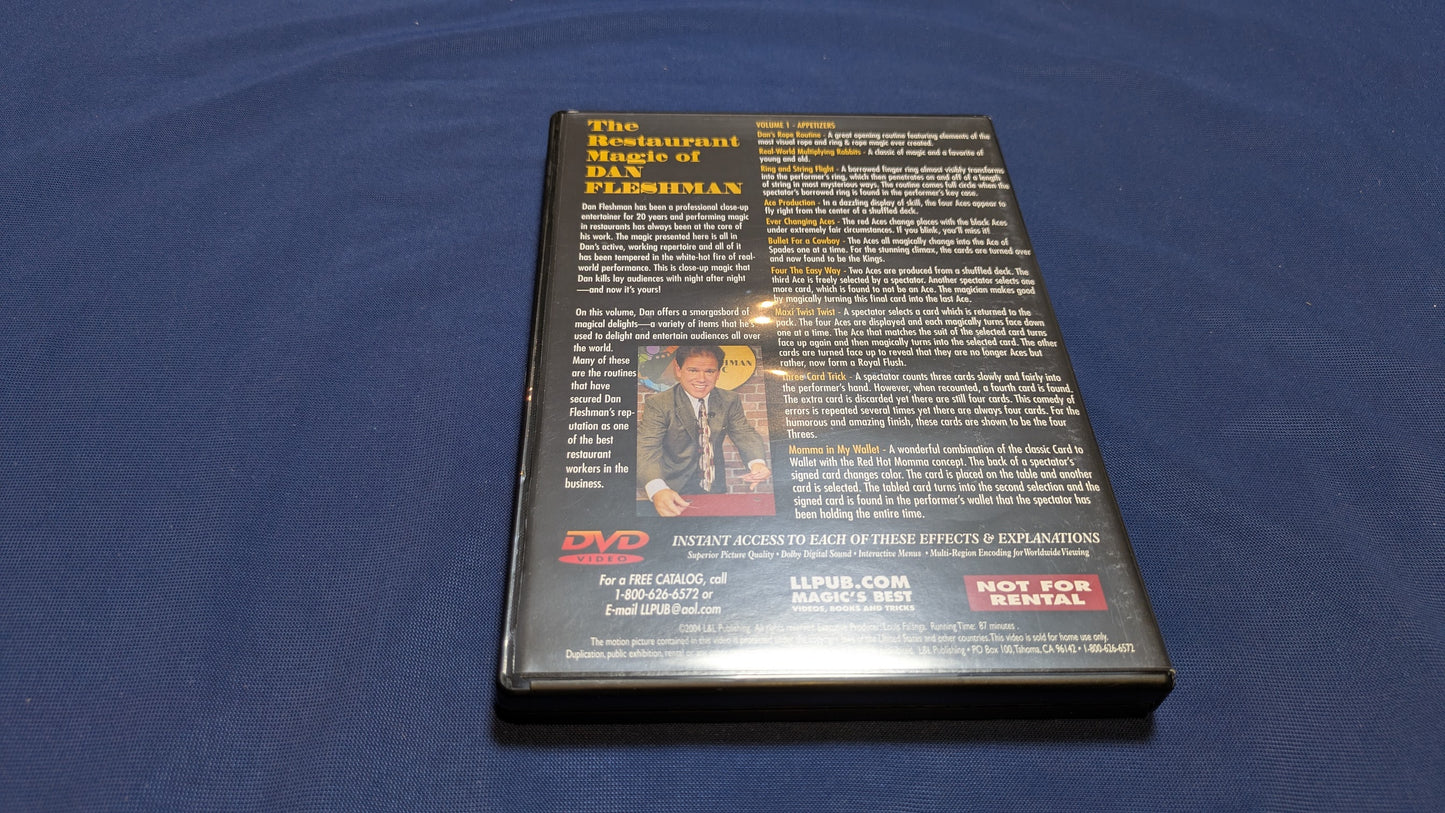 The
Restaurant
Magic of
DAN
FLESHMAN
Dan Fleshman has been a professional close-up
entertainer for 20 years and performing magic
in restaurants has always been at the core of
his work. The magic presented here is all in
Dan's active, working repertoire and all of it
has been tempered in the white-hot fire of real-
world performance. This is close-up magic that
Dan kills lay audiences with night after night
—and now it's yours!
On this volume, Dan offers a smorgasbord of
magical delights—a variety of items that he's
used to delight and entertain audiences all over
the world.
Many of these
are the routines
that have
secured Dan
Fleshman's rep-
utation as one
of the best
restaurant
workers in the
business.
VOLUME 1 - APPETIZERS
Dan's Rope Routine - A great opening routine featuring elements of the
most visual rope and ring & rope magic ever created.
Real-World Multiplying Rabbits - A classic of magic and a favorite of
young and old.
Ring and String Flight - A borrowed finger ring almost visibly transforms
into the performer's ring, which then penetrates on and off of a length
of string in most mysterious ways. The routine comes full circle when the
spectator's borrowed ring is found in the performer's key case.
Ace Production - In a dazzling display of skill, the four Aces appear to
fly right from the center of a shuffled deck.
Ever Changing Aces - The red Aces change places with the black Aces
under extremely fair circumstances. If you blink, you'll miss it!
Bullet For a Cowboy - The Aces all magically change into the Ace of
Spades one at a time. For the stunning climax, the cards are turned over
and now found to be the Kings.
Four The Easy Way - Two Aces are produced from a shuffled deck. The
third Ace is freely selected by a spectator. Another spectator selects one
more card, which is found to not be an Ace. The magician makes good
by magically turning this final card into the last Ace.
Maxi Twist Twist - A spectator selects a card which is returned to the
pack. The four Aces are displayed and each magically turns face down
one at a time. The Ace that matches the suit of the selected card turns
face up again and then magically turns into the selected card. The other
cards are turned face up to reveal that they are no longer Aces but
rather, now form a Royal Flush.
Three Card Trick - A spectator counts three cards slowly and fairly into
the performer's hand. However, when recounted, a fourth card is found.
The extra card is discarded yet there are still four cards. This comedy of
errors is repeated several times yet there are always four cards. For the
humorous and amazing finish, these cards are shown to be the four
Threes.
Momma in My Wallet - A wonderful combination of the classic Card to
Wallet with the Red Hot Momma concept. The back of a spectator's
signed card changes color. The card is placed on the table and another
card is selected. The tabled card turns into the second selection and the
signed card is found in the performer's wallet that the spectator has
been holding the entire time.
DVD
VIDEO
INSTANT ACCESS TO EACH OF THESE EFFECTS & EXPLANATIONS
Superior Picture Quality • Dolby Digital Sound • Interactive Menus • Multi-Region Encoding for Worldwide Viewing
For a FREE CATALOG, call
1-800-626-6572 or
E-mail LLPUB@aol.com
LLPUB.COM
MAGIC'S BEST
VIDEOS, BOOKS AND TRICKS
NOT FOR
RENTAL
©2004 L&L Publishing. All rights reserved. Executive Producer: Louis Falanga. Running Time: 87 minutes.
The motion picture contained in this video is protected under the copyright laws of the United States and other countries. This video is sold for home use only.
Duplication, public exhibition, rental or any L&L Publishing • PO Box 100, Tahoma, CA 96142 • 1-800-626-6572